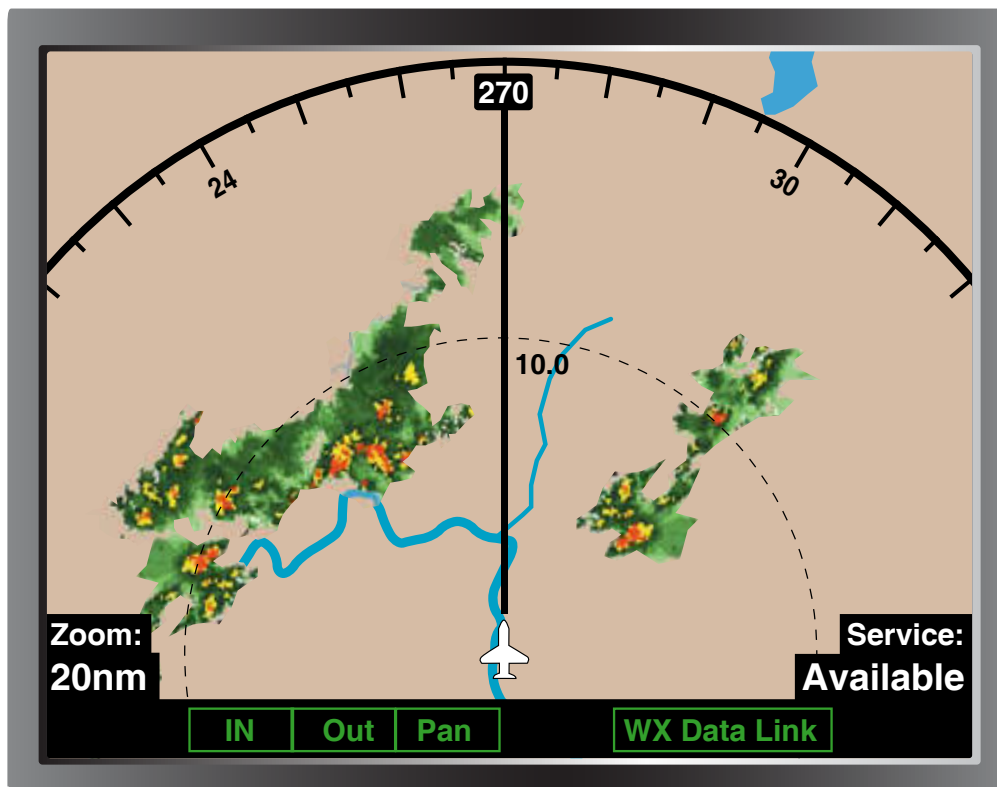 270
24
30
10.0
Zoom:
20nm
Service:
Available
IN Out Pan WX Data Link